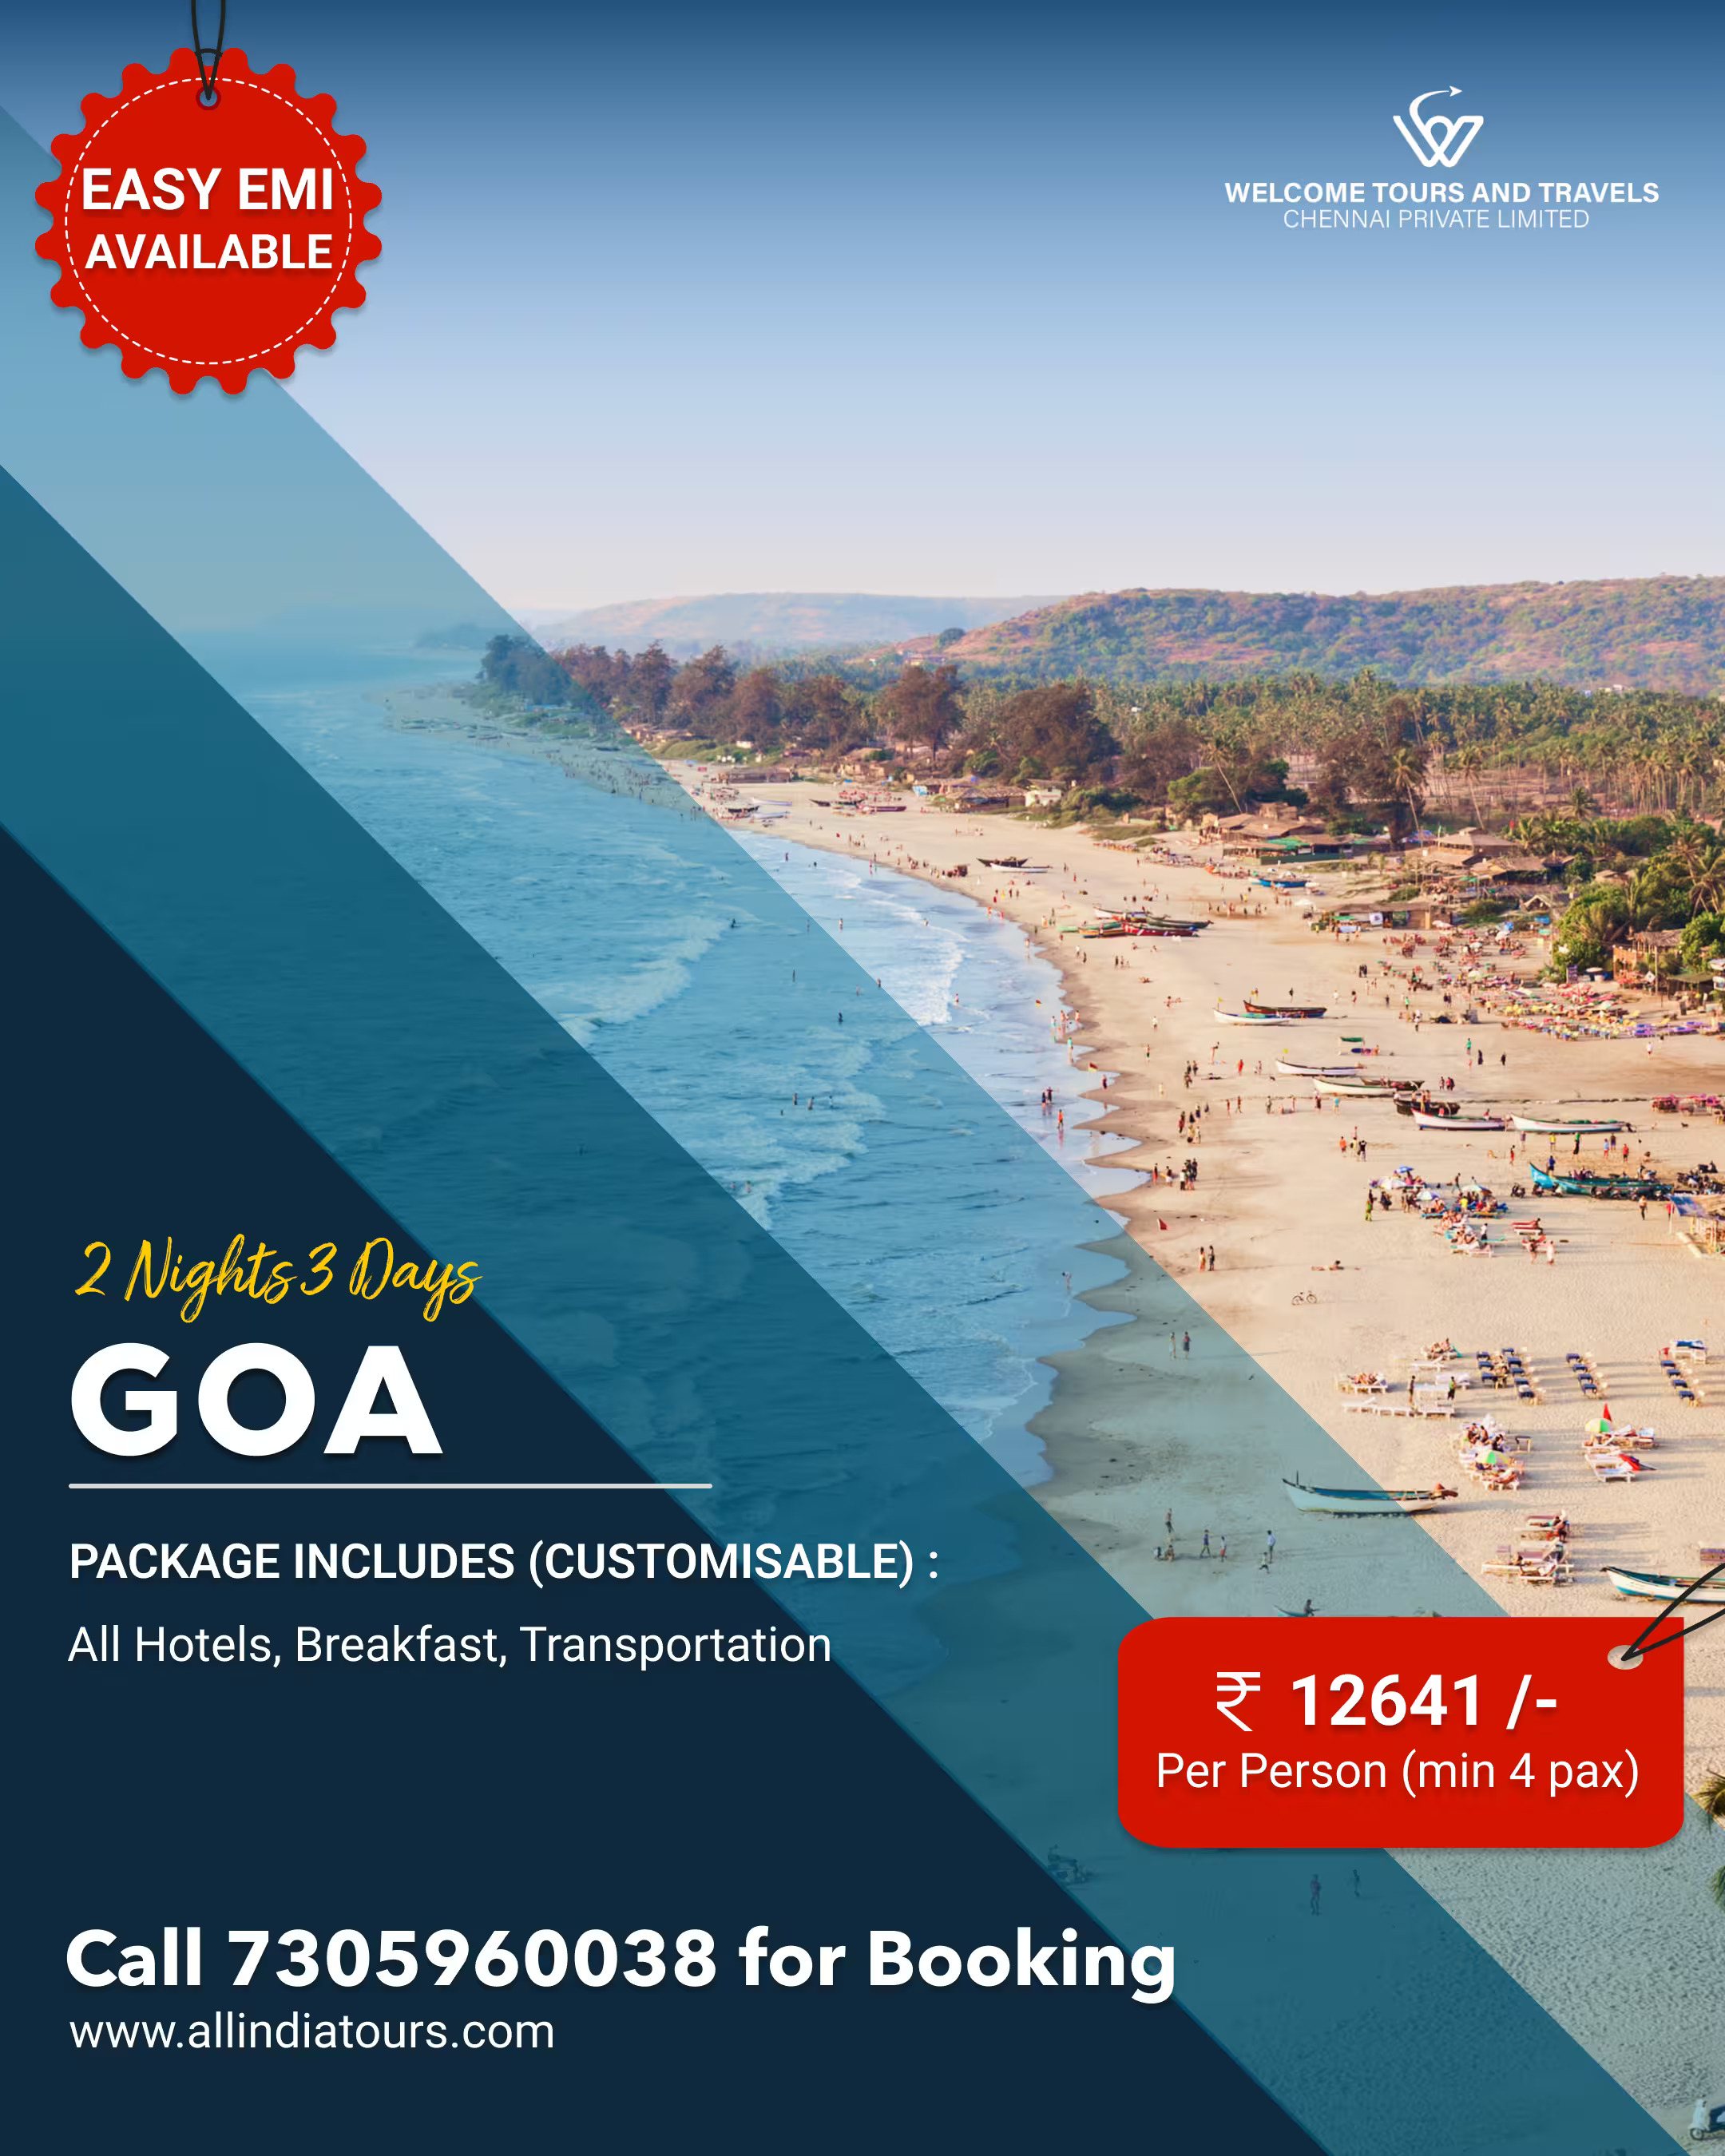 EASY EMI
AVAILABLE
WELCOME TOURS AND TRAVELS
CHENNAI PRIVATE LIMITED
2 Nights 3 Days
GOA
PACKAGE INCLUDES (CUSTOMISABLE) :
All Hotels, Breakfast, Transportation
₹ 12641 /-
Per Person (min 4 pax)
Call 7305960038 for Booking
www.allindiatours.com